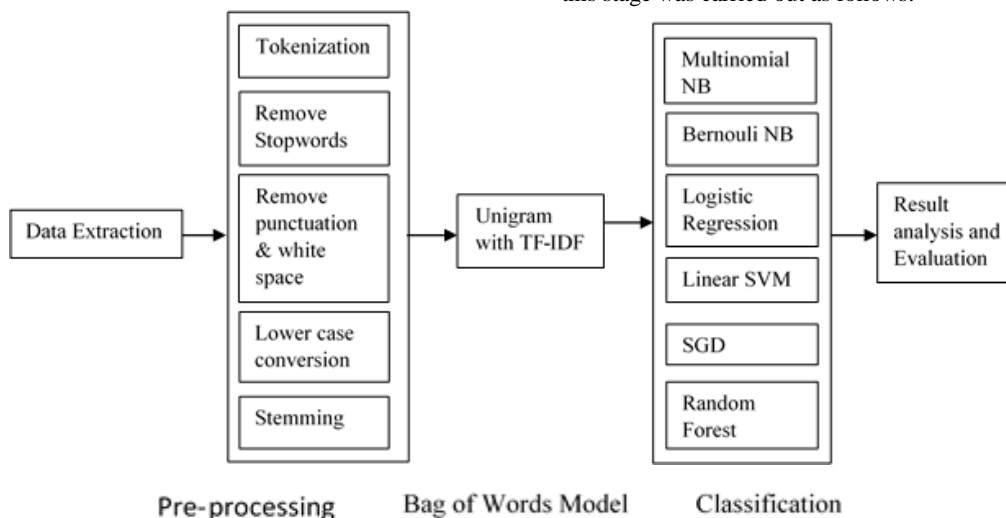 this stage was carried out as follows.
Data Extraction
Tokenization
Remove
Stopwords
Remove
punctuation
& white
space
Lower case
conversion
Stemming
Unigram
with TF-IDF
Multinomial
NB
Bernouli NB
Logistic
Regression
Linear SVM
SGD
Random
Forest
Result
analysis and
Evaluation
Pre-processing
Bag of Words Model
Classification